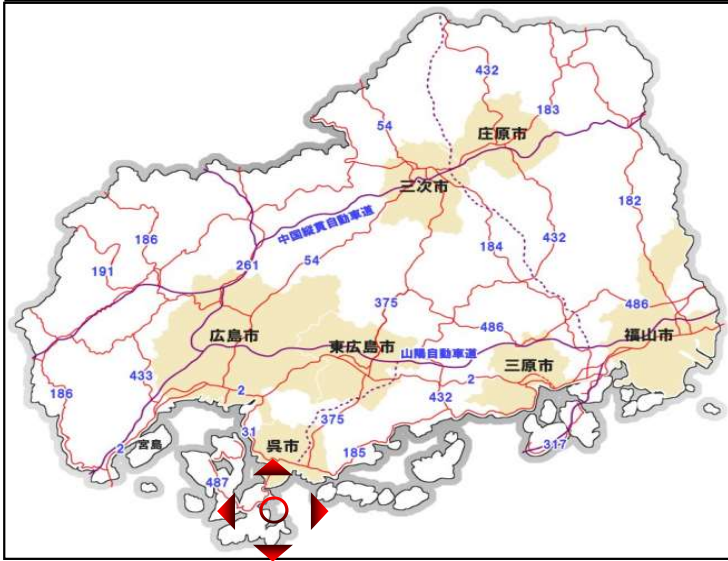 432
183
54
庄原市
三次市
182
中国縦貫自動車道
186
184
432
191
261
54
375
486
486
広島市
東広島市
山陽自動車道
福山市
三原市
433
2
2
186
432
31
375
2
宮島
呉市
185
317
487